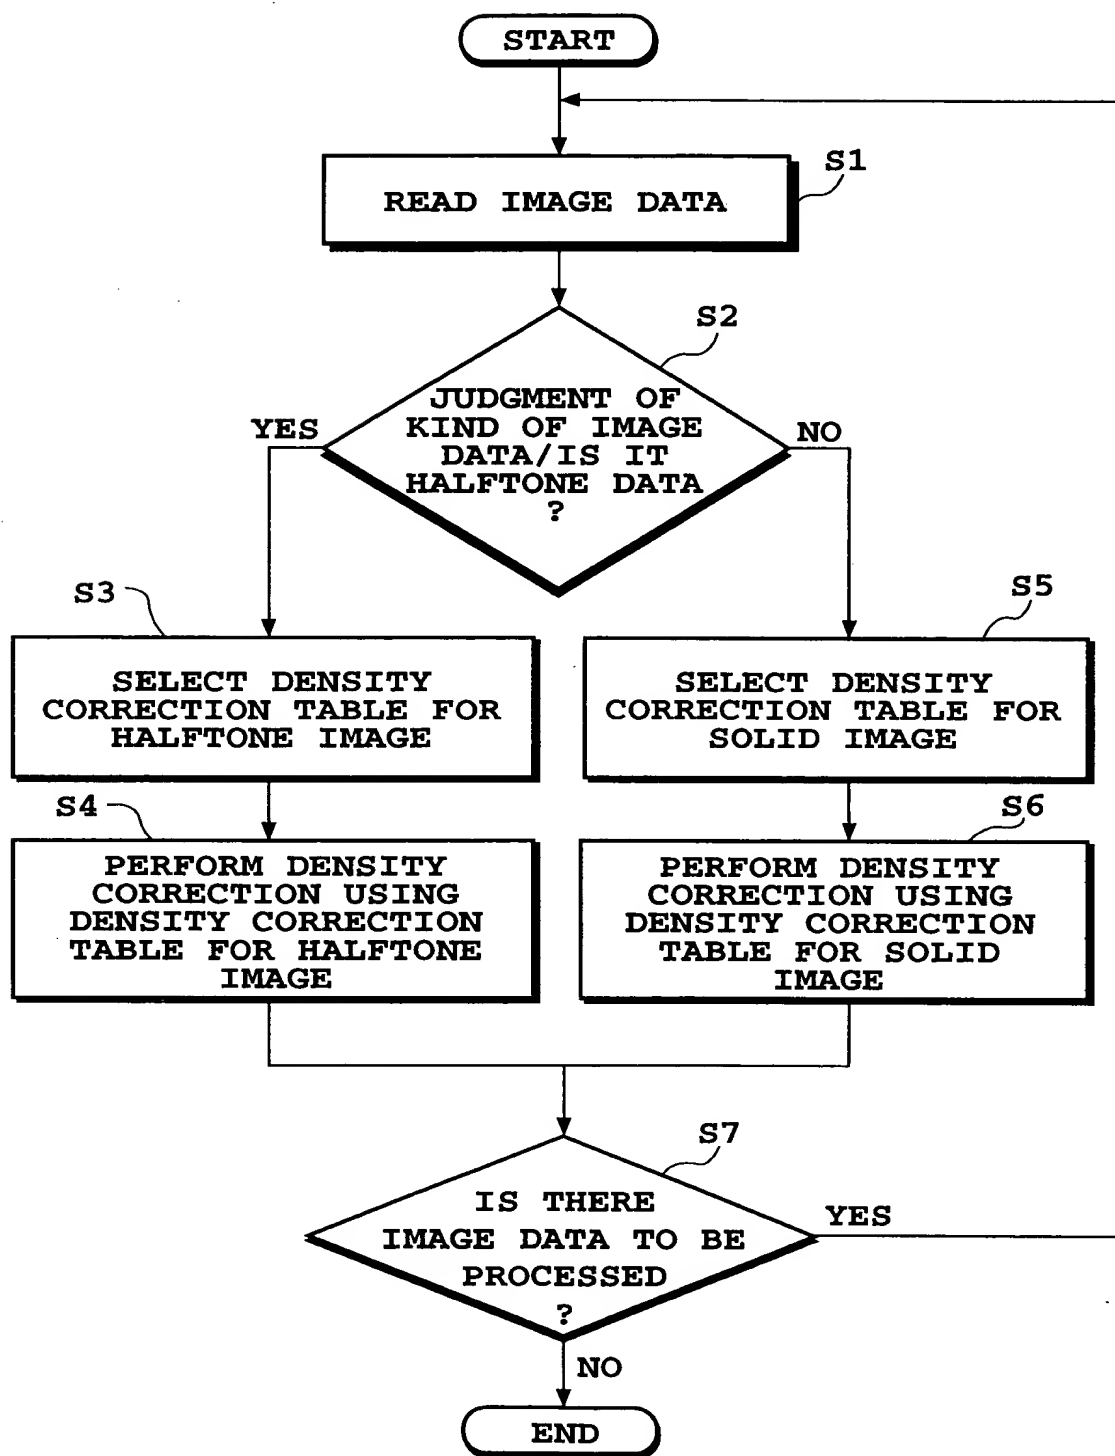 START
S1
READ IMAGE DATA
S2
JUDGMENT OF
KIND OF IMAGE
DATA/IS IT
HALFTONE DATA
?
YES
NO
S3
SELECT DENSITY
CORRECTION TABLE FOR
HALFTONE IMAGE
S5
SELECT DENSITY
CORRECTION TABLE FOR
SOLID IMAGE
S4
PERFORM DENSITY
CORRECTION USING
DENSITY CORRECTION
TABLE FOR HALFTONE
IMAGE
S6
PERFORM DENSITY
CORRECTION USING
DENSITY CORRECTION
TABLE FOR SOLID
IMAGE
S7
IS THERE
IMAGE DATA TO BE
PROCESSED
?
YES
NO
END